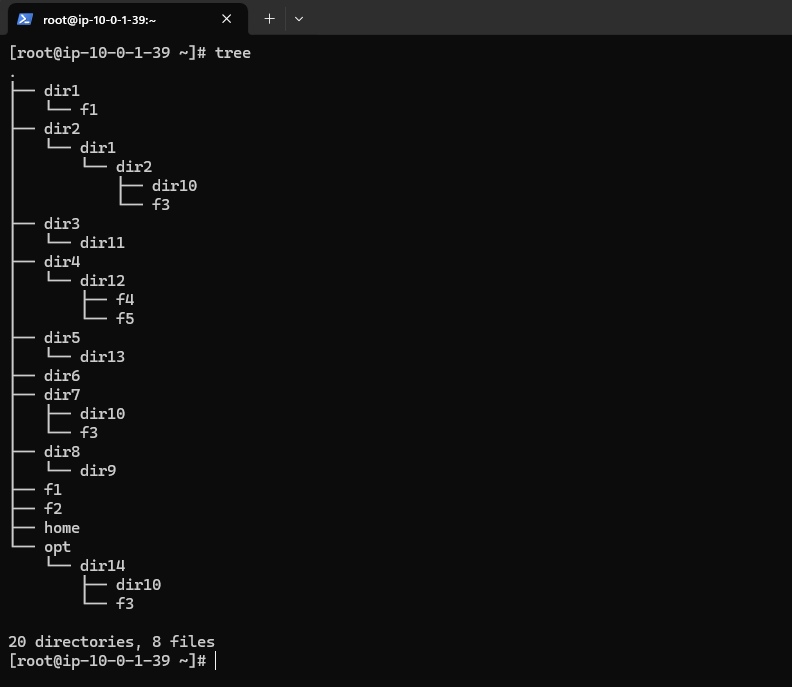 root@ip-10-0-1-39:~
[root@ip-10-0-1-39 ~]# tree
.
├── dir1
│   └── f1
├── dir2
│   └── dir1
│       └── dir2
│           ├── dir10
│           └── f3
├── dir3
│   └── dir11
├── dir4
│   └── dir12
│       ├── f4
│       └── f5
├── dir5
│   └── dir13
├── dir6
├── dir7
│   ├── dir10
│   └── f3
├── dir8
│   └── dir9
├── f1
├── f2
├── home
└── opt
    └── dir14
        ├── dir10
        └── f3

20 directories, 8 files
[root@ip-10-0-1-39 ~]#